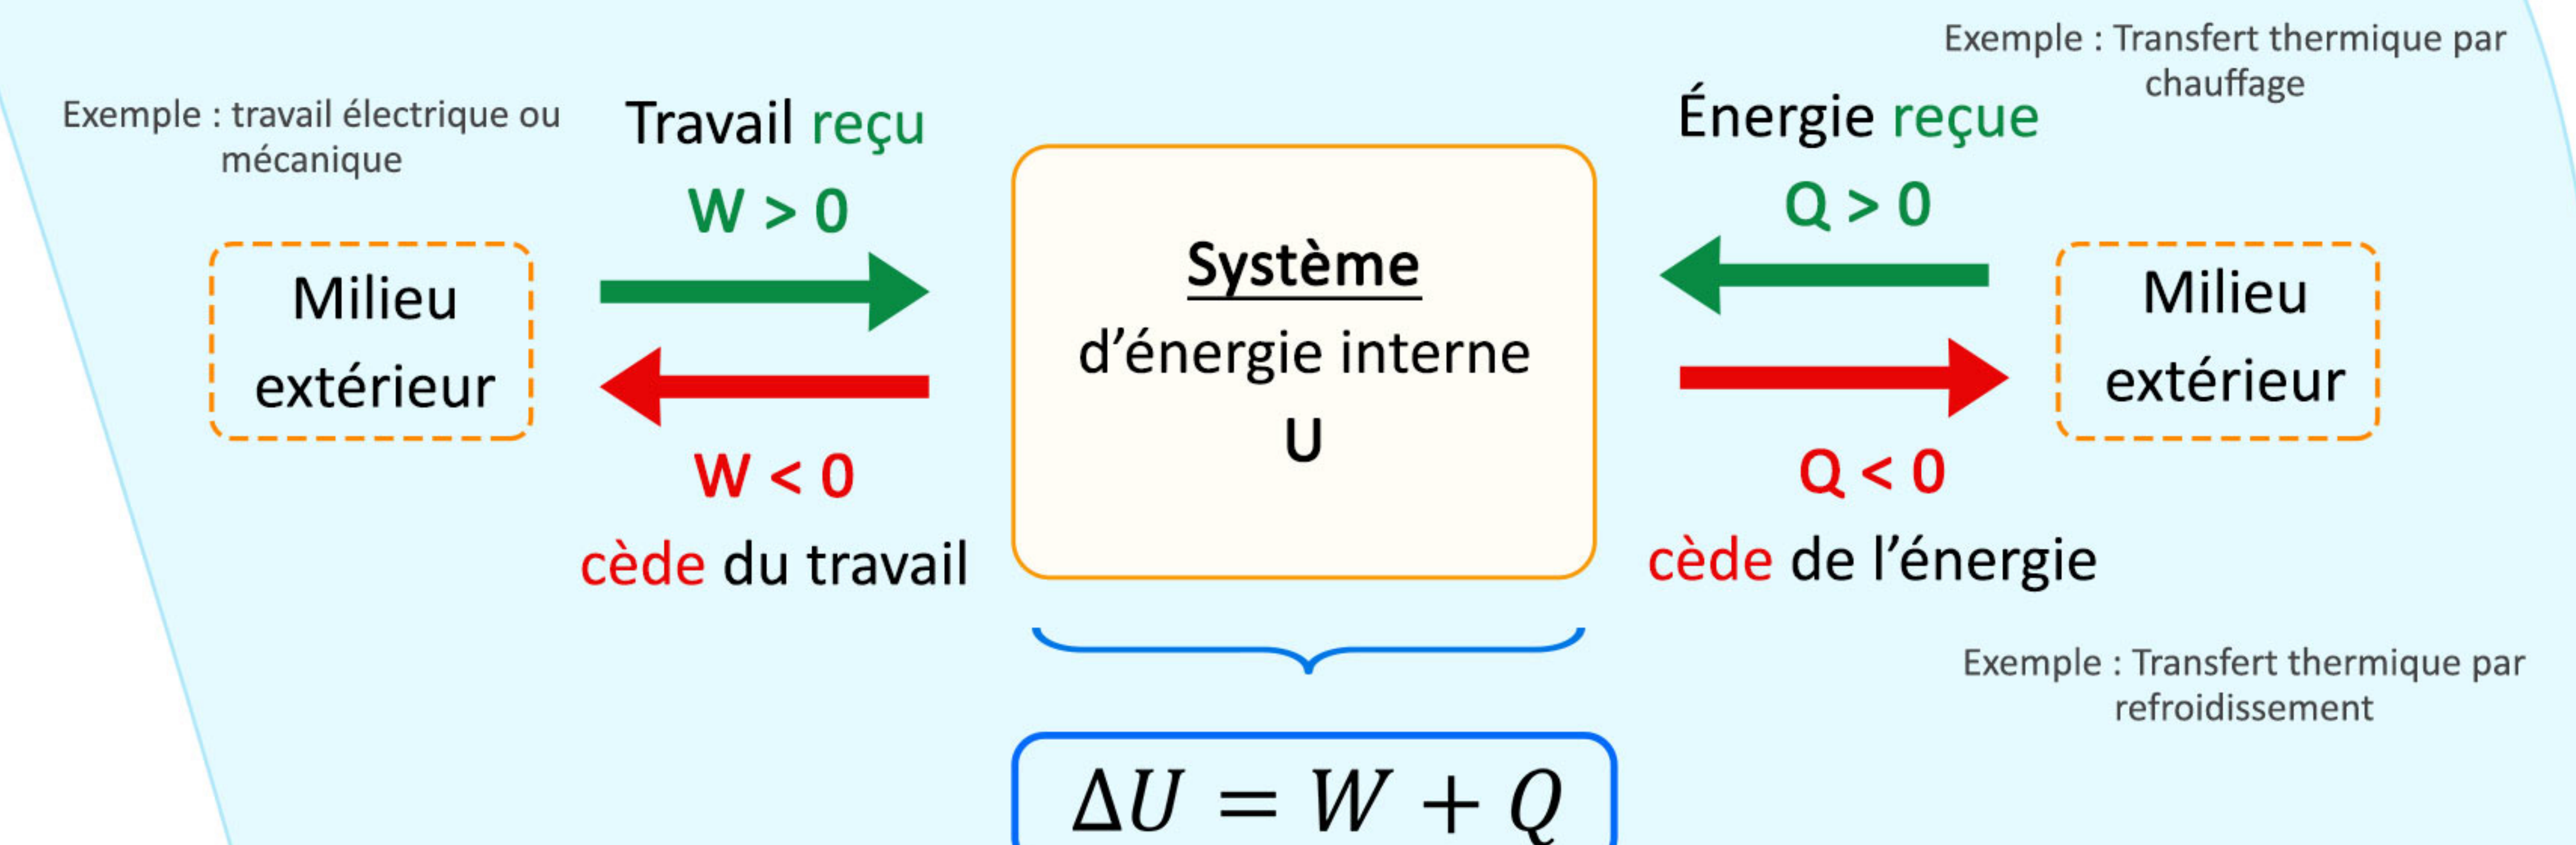 Exemple : travail électrique ou
mécanique
Travail reçu
W > 0
Milieu
extérieur
W < 0
cède du travail
Système
d'énergie interne
U
Exemple : Transfert thermique par
chauffage
Énergie reçue
Q > 0
Milieu
extérieur
Q < 0
cède de l'énergie
Exemple : Transfert thermique par
refroidissement
ΔU = W + Q